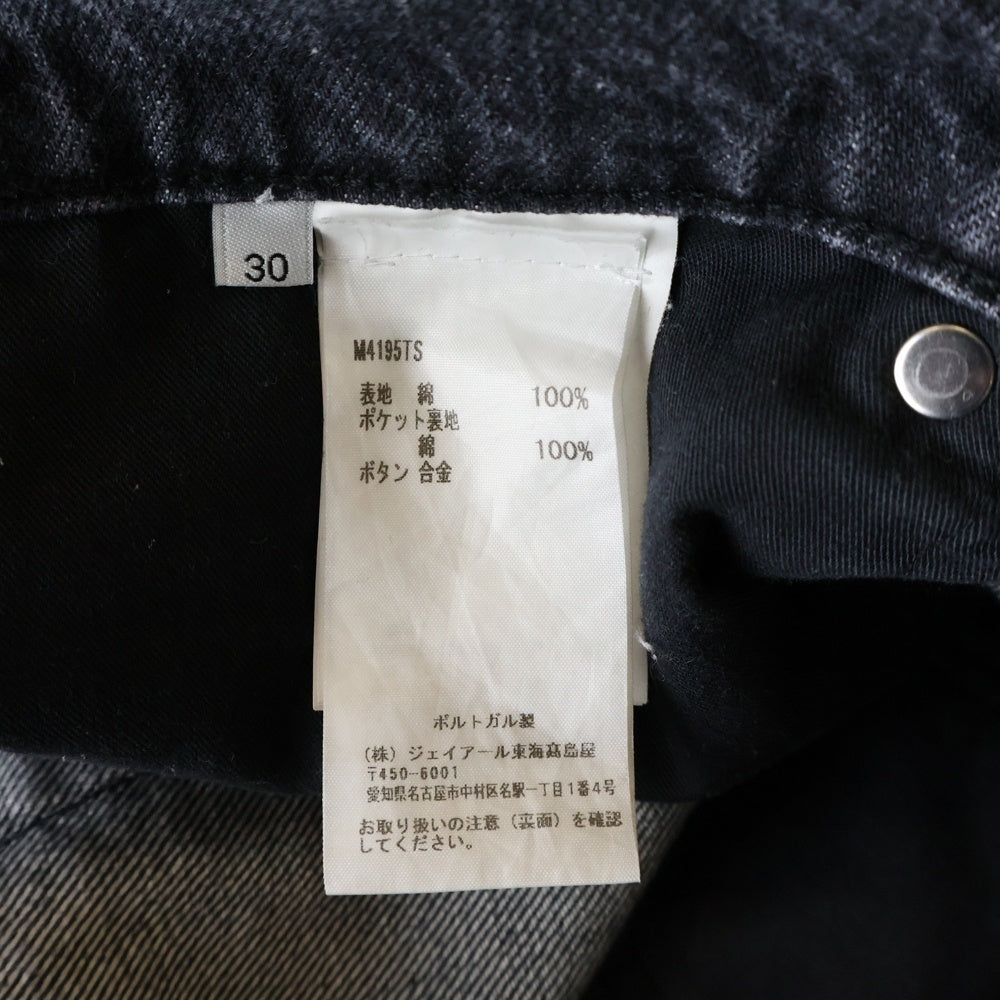 30
M4195TS
表地 綿 100%
ポケット裏地
綿 100%
ボタン 合金
ポルトガル製
(株) ジェイアール東海髙島屋
〒450-6001
愛知県名古屋市中村区名駅一丁目1番4号
お取り扱いの注意 (裏面) を確認
してください。